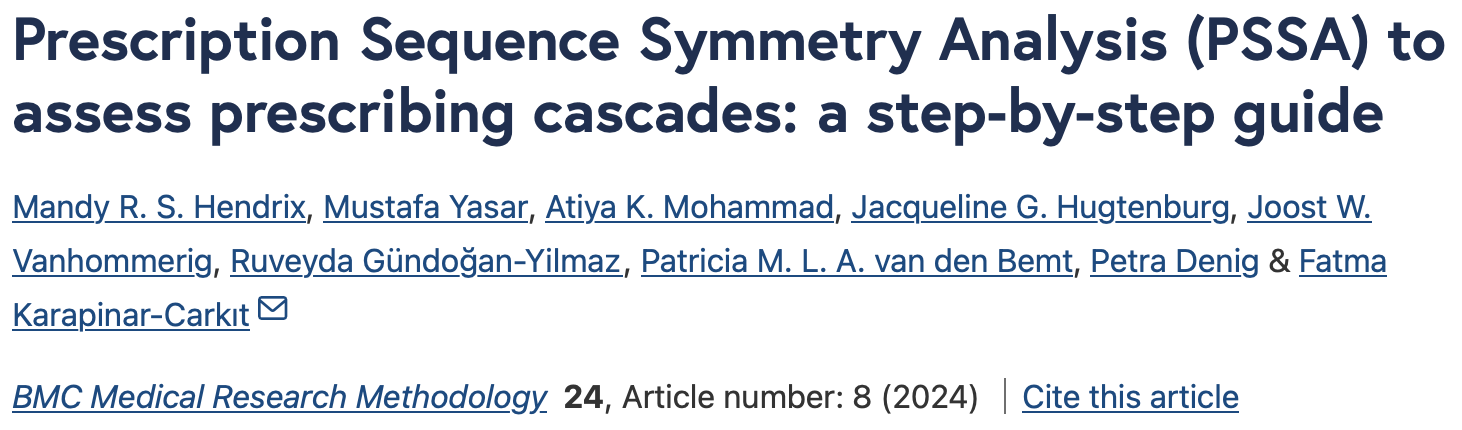 Prescription Sequence Symmetry Analysis (PSSA) to
assess prescribing cascades: a step-by-step guide
Mandy R. S. Hendrix, Mustafa Yasar, Atiya K. Mohammad, Jacqueline G. Hugtenburg, Joost W.
Vanhommerig, Ruveyda Gündoğan-Yilmaz, Patricia M. L. A. van den Bemt, Petra Denig & Fatma
Karapinar-Carkıt
BMC Medical Research Methodology 24, Article number: 8 (2024) | Cite this article